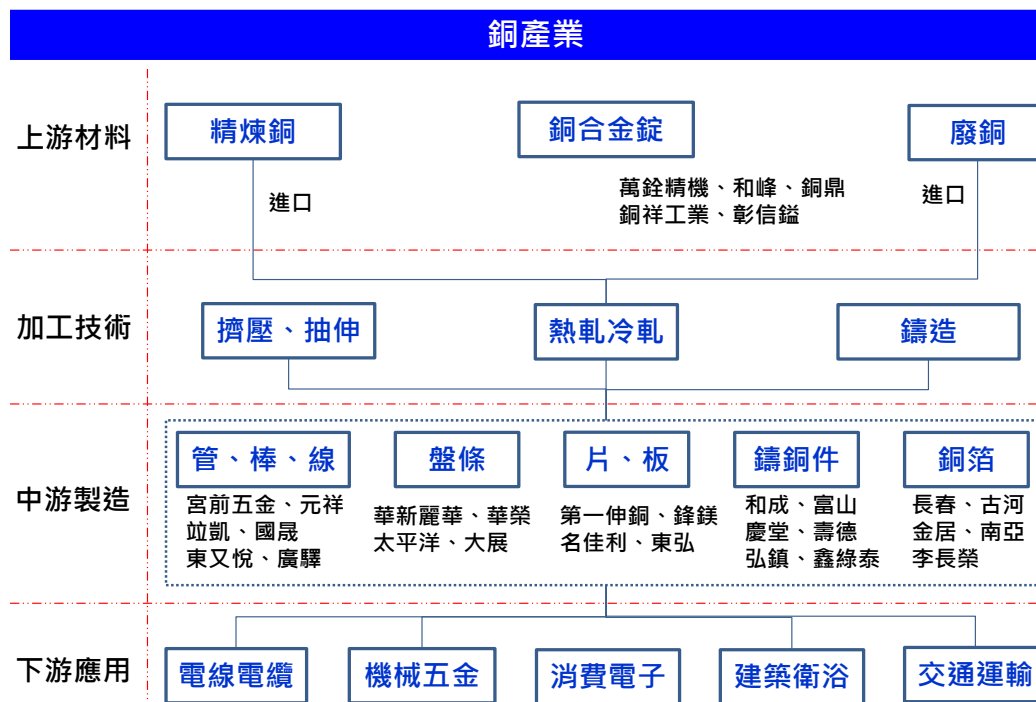 銅產業
上游材料
精煉銅
銅合金錠
廢銅
進口
萬銓精機、和峰、銅鼎
銅祥工業、彰信鎰
進口
加工技術
擠壓、抽伸
熱軋冷軋
鑄造
中游製造
管、棒、線
宮前五金、元祥
竝凱、國晟
東又悅、廣驛
盤條
華新麗華、華榮
太平洋、大展
片、板
第一伸銅、鋒鎂
名佳利、東弘
鑄銅件
和成、富山
慶堂、壽德
弘鎮、鑫綠泰
銅箔
長春、古河
金居、南亞
李長榮
下游應用
電線電纜
機械五金
消費電子
建築衛浴
交通運輸